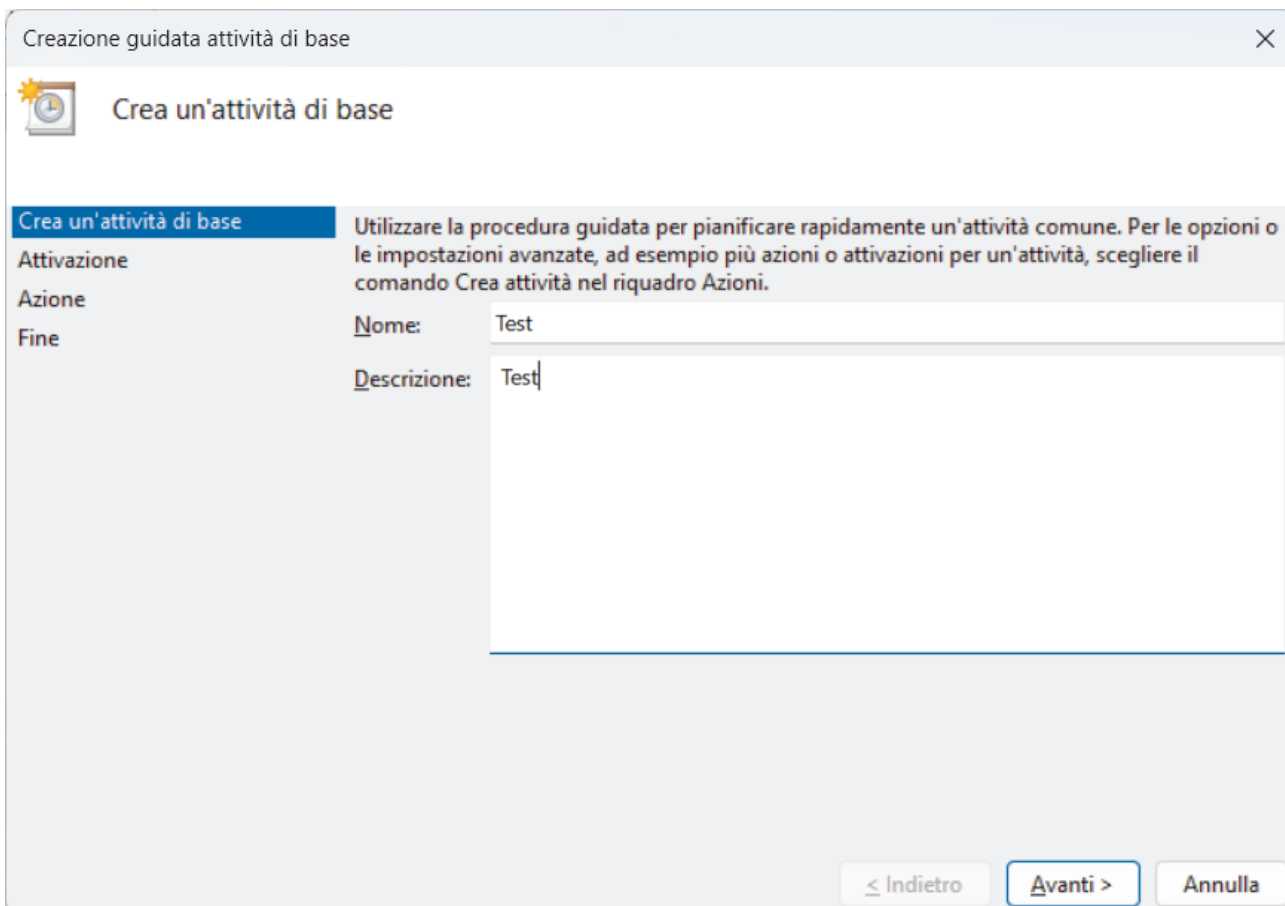 Creazione guidata attività di base
Crea un'attività di base
Crea un'attività di base
Attivazione
Azione
Fine
Utilizzare la procedura guidata per pianificare rapidamente un'attività comune. Per le opzioni o
le impostazioni avanzate, ad esempio più azioni o attivazioni per un'attività, scegliere il
comando Crea attività nel riquadro Azioni.
Nome: Test
Descrizione: Test
< Indietro Avanti > Annulla